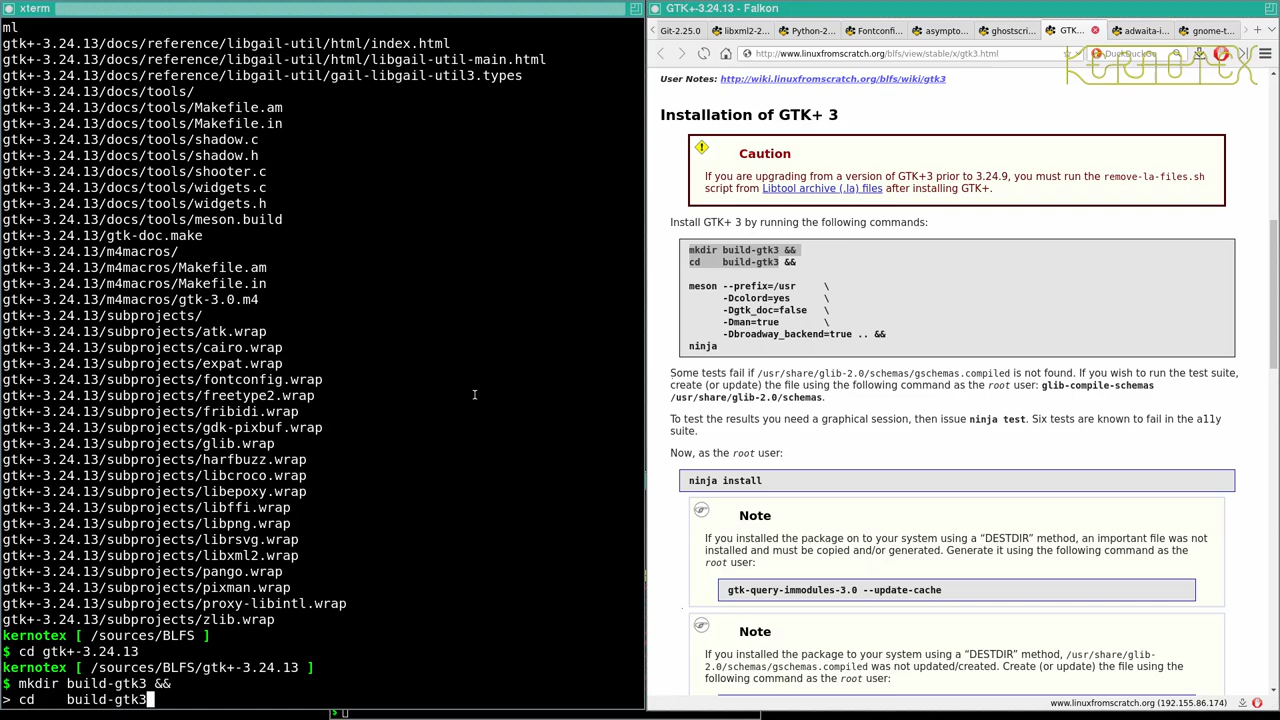 xterm
ml
gtk+-3.24.13/docs/reference/libgail-util/html/index.html
gtk+-3.24.13/docs/reference/libgail-util/html/libgail-util-main.html
gtk+-3.24.13/docs/reference/libgail-util/gail-libgail-util3.types
gtk+-3.24.13/docs/tools/
gtk+-3.24.13/docs/tools/Makefile.am
gtk+-3.24.13/docs/tools/Makefile.in
gtk+-3.24.13/docs/tools/shadow.c
gtk+-3.24.13/docs/tools/shadow.h
gtk+-3.24.13/docs/tools/shooter.c
gtk+-3.24.13/docs/tools/widgets.c
gtk+-3.24.13/docs/tools/widgets.h
gtk+-3.24.13/docs/tools/meson.build
gtk+-3.24.13/gtk-doc.make
gtk+-3.24.13/m4macros/
gtk+-3.24.13/m4macros/Makefile.am
gtk+-3.24.13/m4macros/Makefile.in
gtk+-3.24.13/m4macros/gtk-3.0.m4
gtk+-3.24.13/subprojects/
gtk+-3.24.13/subprojects/atk.wrap
gtk+-3.24.13/subprojects/cairo.wrap
gtk+-3.24.13/subprojects/expat.wrap
gtk+-3.24.13/subprojects/fontconfig.wrap
gtk+-3.24.13/subprojects/freetype2.wrap
gtk+-3.24.13/subprojects/fribidi.wrap
gtk+-3.24.13/subprojects/gdk-pixbuf.wrap
gtk+-3.24.13/subprojects/glib.wrap
gtk+-3.24.13/subprojects/harfbuzz.wrap
gtk+-3.24.13/subprojects/libcroco.wrap
gtk+-3.24.13/subprojects/libepoxy.wrap
gtk+-3.24.13/subprojects/libffi.wrap
gtk+-3.24.13/subprojects/libpng.wrap
gtk+-3.24.13/subprojects/librsvg.wrap
gtk+-3.24.13/subprojects/libxml2.wrap
gtk+-3.24.13/subprojects/pango.wrap
gtk+-3.24.13/subprojects/pixman.wrap
gtk+-3.24.13/subprojects/proxy-libintl.wrap
gtk+-3.24.13/subprojects/zlib.wrap
kernotex [ /sources/BLFS ]
$ cd gtk+-3.24.13
kernotex [ /sources/BLFS/gtk+-3.24.13 ]
$ mkdir build-gtk3 &&
> cd    build-gtk3
$
GTK+-3.24.13 - Falkon
Git-2.25.0 libxml2-2... Python-2... Fontconfi... asympto... ghostscri... GTK... adwaita-i... gnome-t...
http://www.linuxfromscratch.org/blfs/view/stable/x/gtk3.html DuckDuckGo
KERNOTEX
User Notes: http://wiki.linuxfromscratch.org/blfs/wiki/gtk3
Installation of GTK+ 3
Caution
If you are upgrading from a version of GTK+3 prior to 3.24.9, you must run the remove-la-files.sh
script from Libtool archive (.la) files after installing GTK+.
Install GTK+ 3 by running the following commands:
mkdir build-gtk3 &&
cd    build-gtk3 &&
meson --prefix=/usr     \
-Dcolord=yes      \
-Dgtk_doc=false   \
-Dman=true        \
-Dbroadway_backend=true .. &&
ninja
Some tests fail if /usr/share/glib-2.0/schemas/gschemas.compiled is not found. If you wish to run the test suite,
create (or update) the file using the following command as the root user: glib-compile-schemas
/usr/share/glib-2.0/schemas.
To test the results you need a graphical session, then issue ninja test. Six tests are known to fail in the a11y
suite.
Now, as the root user:
ninja install
Note
If you installed the package on to your system using a “DESTDIR” method, an important file was not
installed and must be copied and/or generated. Generate it using the following command as the
root user:
gtk-query-immodules-3.0 --update-cache
Note
If you installed the package to your system using a “DESTDIR” method, /usr/share/glib-
2.0/schemas/gschemas.compiled was not updated/created. Create (or update) the file using the
following command as the root user:
www.linuxfromscratch.org (192.155.86.174)